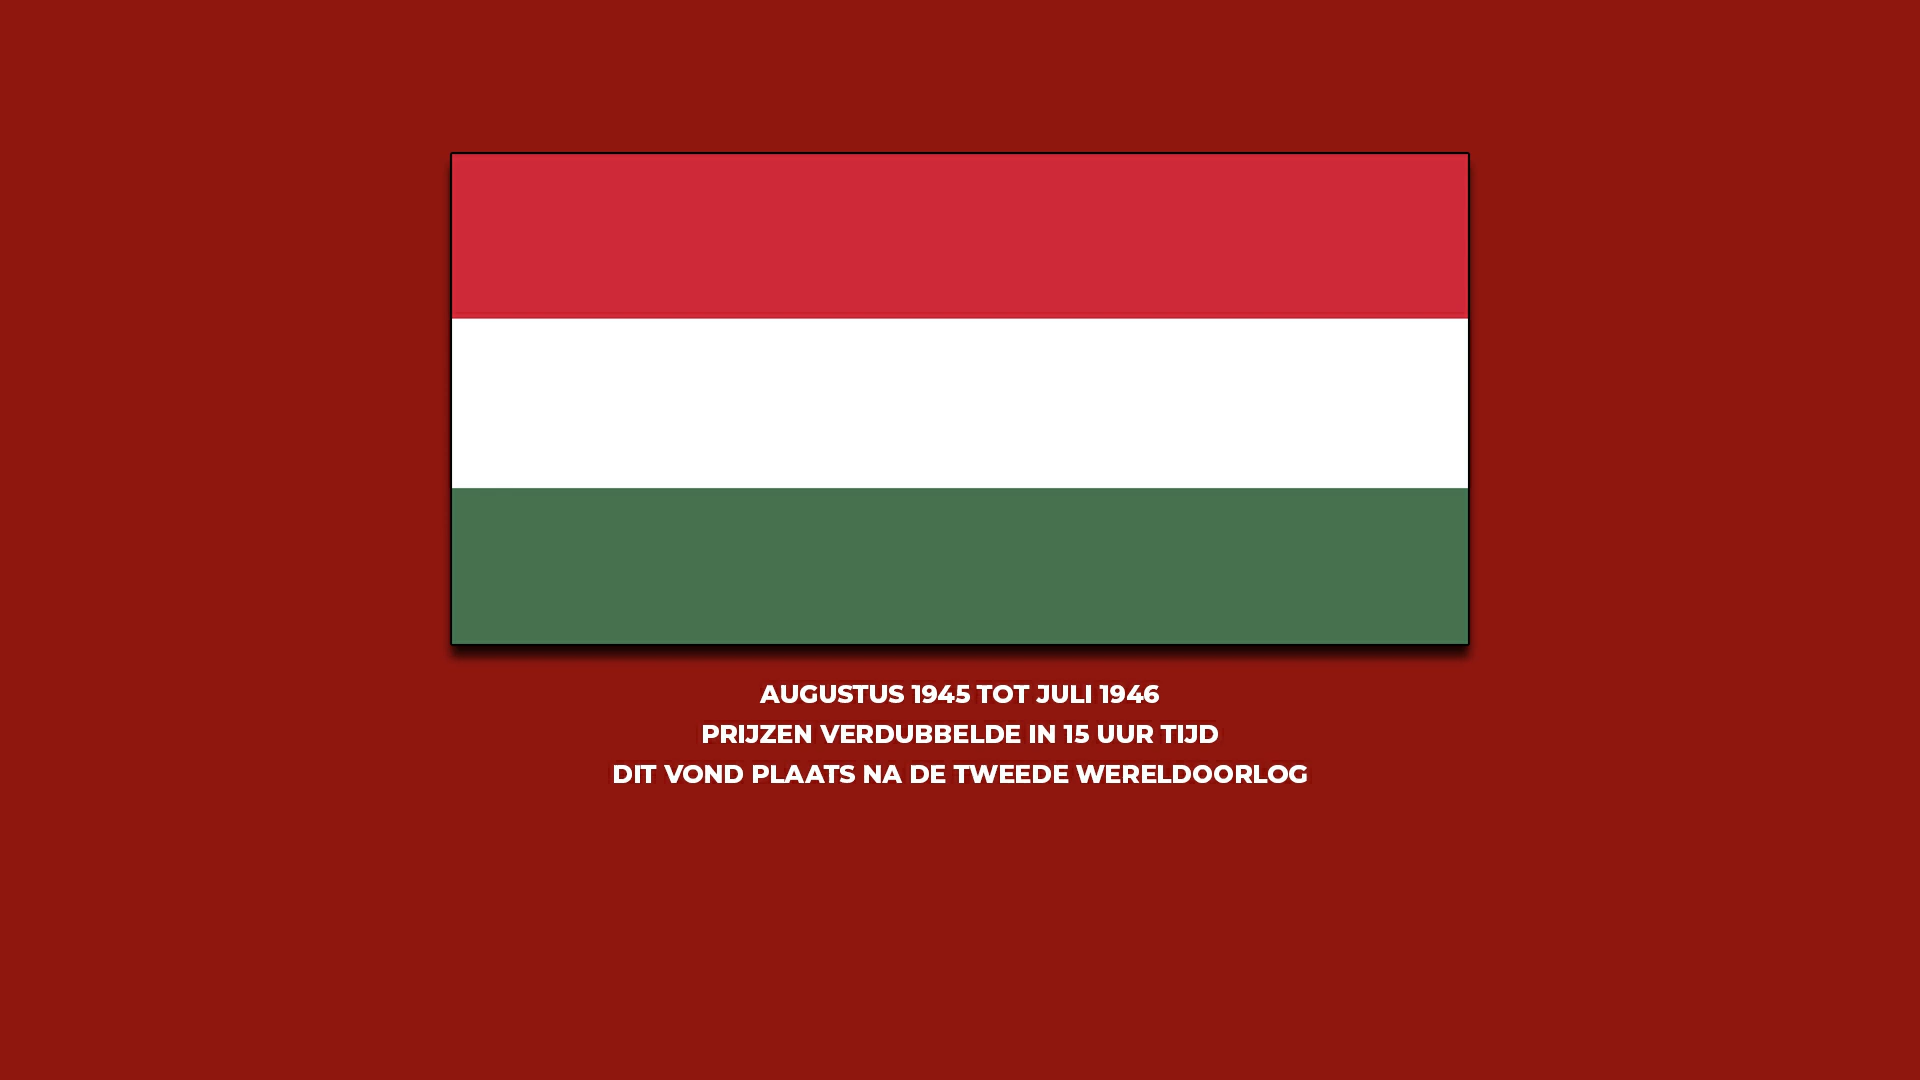 AUGUSTUS 1945 TOT JULI 1946
PRIJZEN VERDUBBELDE IN 15 UUR TIJD
DIT VOND PLAATS NA DE TWEEDE WERELDOORLOG